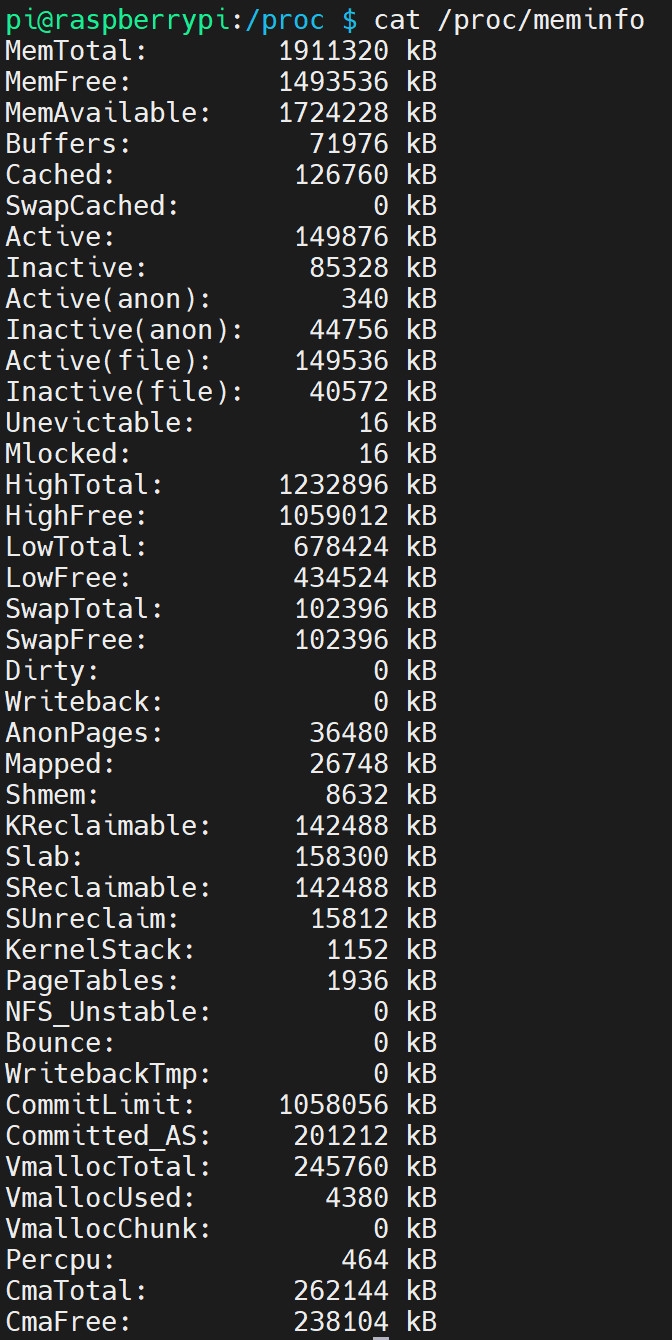 pi@raspberrypi:/proc $ cat /proc/meminfo
MemTotal:        1911320 kB
MemFree:         1493536 kB
MemAvailable:    1724228 kB
Buffers:           71976 kB
Cached:           126760 kB
SwapCached:            0 kB
Active:           149876 kB
Inactive:          85328 kB
Active(anon):        340 kB
Inactive(anon):    44756 kB
Active(file):     149536 kB
Inactive(file):    40572 kB
Unevictable:          16 kB
Mlocked:              16 kB
HighTotal:       1232896 kB
HighFree:        1059012 kB
LowTotal:         678424 kB
LowFree:          434524 kB
SwapTotal:        102396 kB
SwapFree:         102396 kB
Dirty:                 0 kB
Writeback:             0 kB
AnonPages:         36480 kB
Mapped:            26748 kB
Shmem:              8632 kB
KReclaimable:     142488 kB
Slab:             158300 kB
SReclaimable:     142488 kB
SUnreclaim:        15812 kB
KernelStack:        1152 kB
PageTables:         1936 kB
NFS_Unstable:          0 kB
Bounce:                0 kB
WritebackTmp:          0 kB
CommitLimit:     1058056 kB
Committed_AS:     201212 kB
VmallocTotal:     245760 kB
VmallocUsed:        4380 kB
VmallocChunk:          0 kB
Percpu:              464 kB
CmaTotal:         262144 kB
CmaFree:          238104 kB